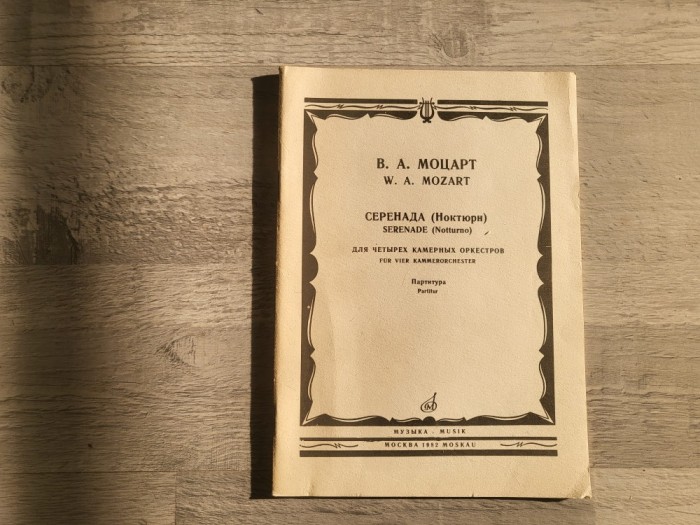 В. А. МОЦАРТ
W. A. MOZART
СЕРЕНАДА (Ноктюрн)
SERENADE (Notturno)
ДЛЯ ЧЕТЫРЕХ КАМЕРНЫХ ОРКЕСТРОВ
FÜR VIER KAMMERORCHESTER
Партитура
Partitur
МУЗЫКА · MUSIK
МОСКВА 1982 MOSKAU